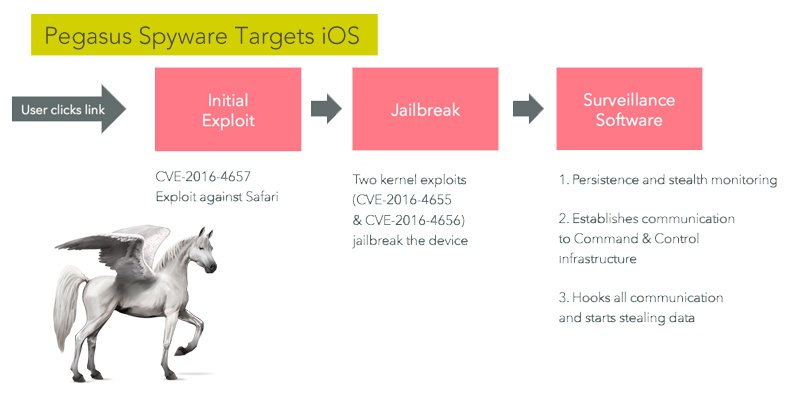 Pegasus Spyware Targets iOS
User clicks link
Initial
Exploit
CVE-2016-4657
Exploit against Safari
Jailbreak
Two kernel exploits
(CVE-2016-4655
& CVE-2016-4656)
jailbreak the device
Surveillance
Software
1. Persistence and stealth monitoring
2. Establishes communication
to Command & Control
infrastructure
3. Hooks all communication
and starts stealing data